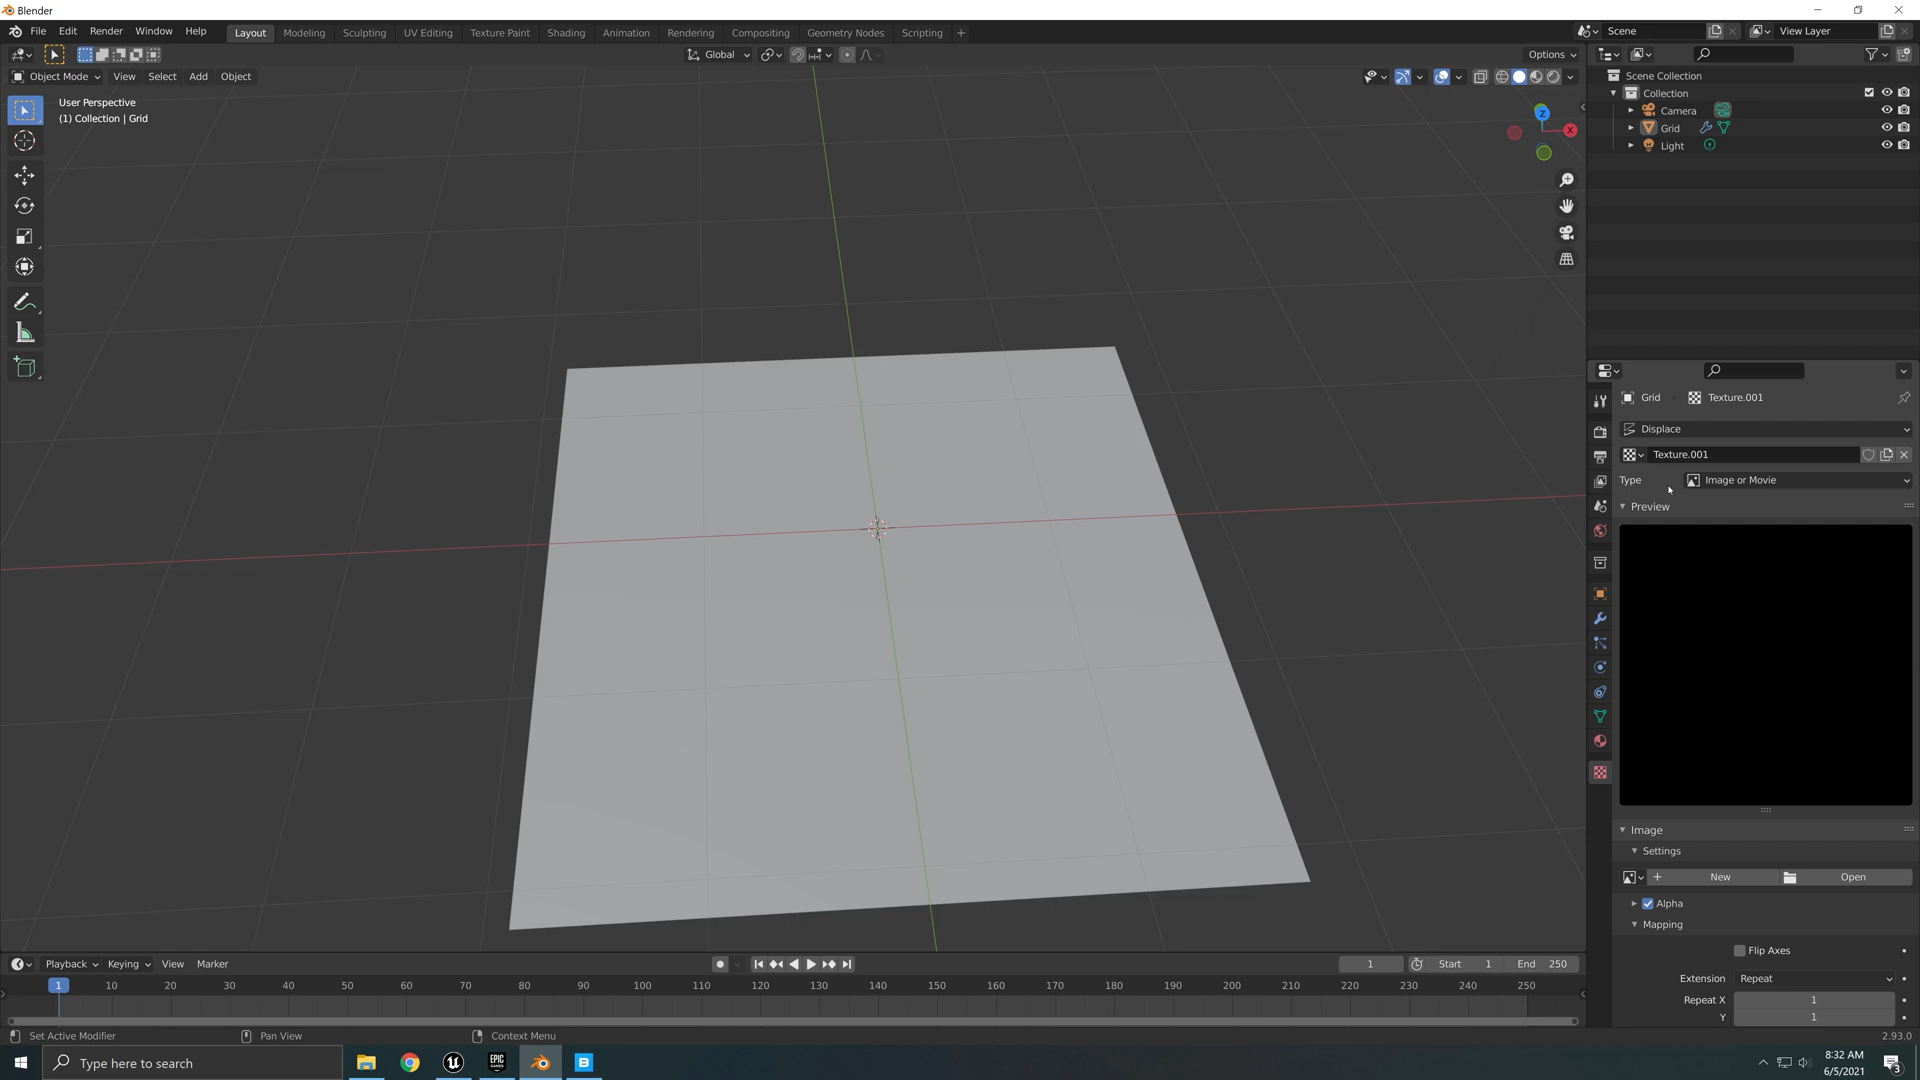 Blender
File Edit Render Window Help
Layout Modeling Sculpting UV Editing Texture Paint Shading Animation Rendering Compositing Geometry Nodes Scripting +
Scene
View Layer
Global
Options
Object Mode View Select Add Object
User Perspective
(1) Collection | Grid
Z
X
Scene Collection
Collection
Camera
Grid
Light
Grid Texture.001
Displace
Texture.001
Type Image or Movie
Preview
Image
Settings
New Open
Alpha
Mapping
Flip Axes
Extension Repeat
Repeat X 1
Y 1
Playback Keying View Marker
1 Start 1 End 250
1 10 20 30 40 50 60 70 80 90 100 110 120 130 140 150 160 170 180 190 200 210 220 230 240 250
Set Active Modifier Pan View Context Menu
2.93.0
Type here to search
EPIC GAMES
B
8:32 AM
6/5/2021
3